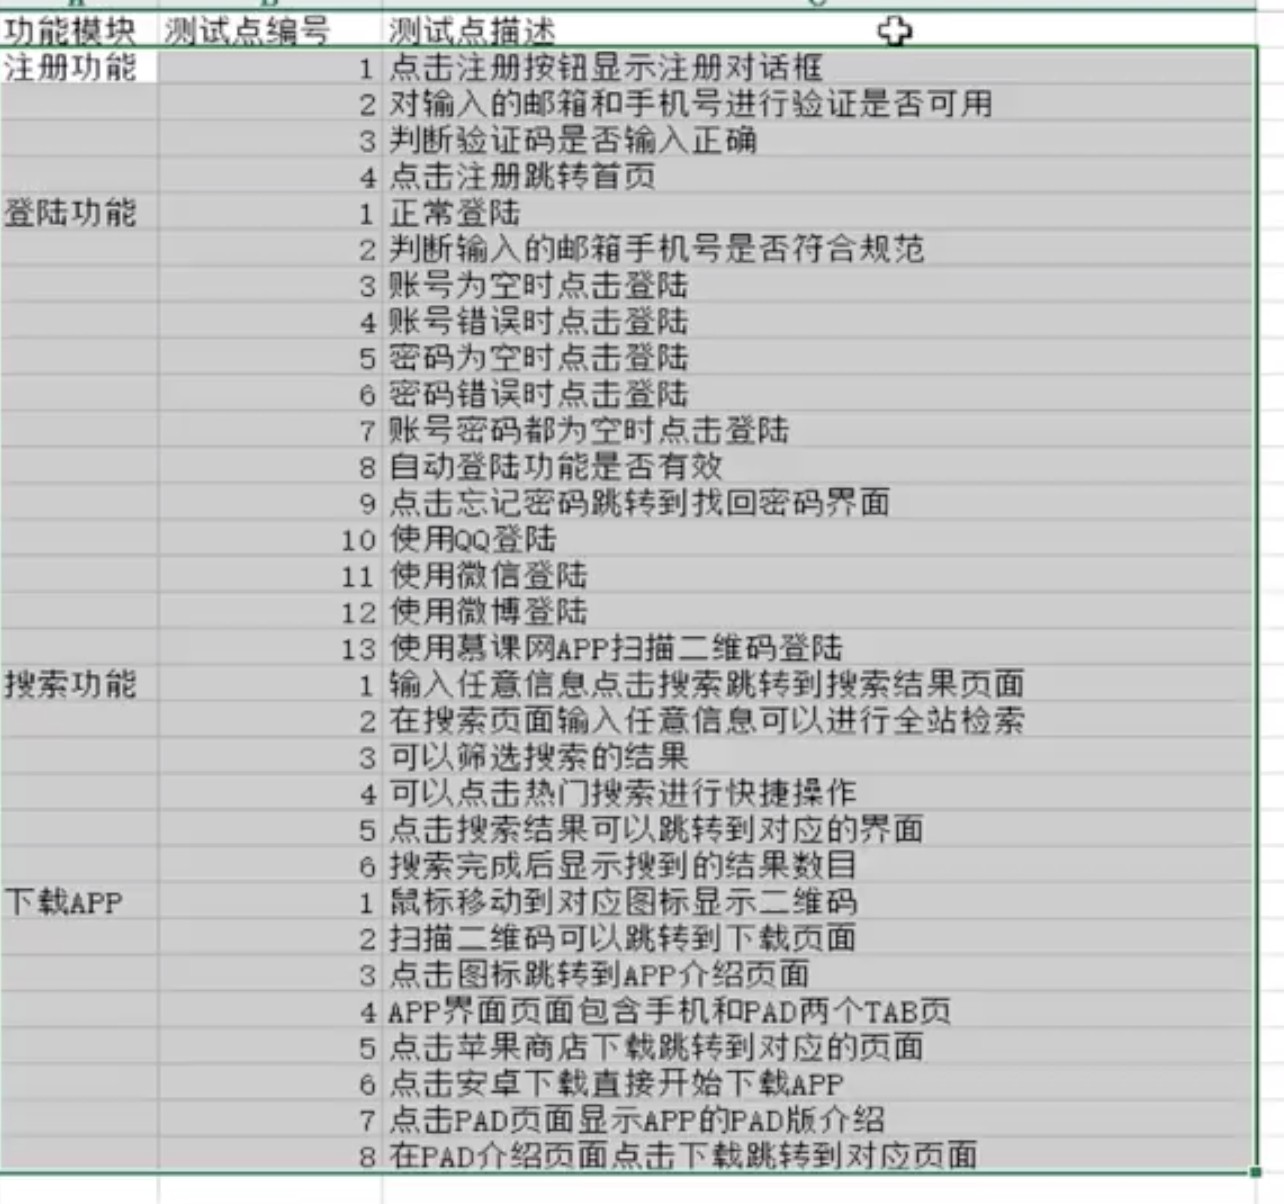 功能模块 测试点编号 测试点描述
注册功能 1 点击注册按钮显示注册对话框
2 对输入的邮箱和手机号进行验证是否可用
3 判断验证码是否输入正确
4 点击注册跳转首页
登陆功能 1 正常登陆
2 判断输入的邮箱手机号是否符合规范
3 账号为空时点击登陆
4 账号错误时点击登陆
5 密码为空时点击登陆
6 密码错误时点击登陆
7 账号密码都为空时点击登陆
8 自动登陆功能是否有效
9 点击忘记密码跳转到找回密码界面
10 使用QQ登陆
11 使用微信登陆
12 使用微博登陆
13 使用慕课网APP扫描二维码登陆
搜索功能 1 输入任意信息点击搜索跳转到搜索结果页面
2 在搜索页面输入任意信息可以进行全站检索
3 可以筛选搜索的结果
4 可以点击热门搜索进行快捷操作
5 点击搜索结果可以跳转到对应的界面
6 搜索完成后显示搜到的结果数目
下载APP 1 鼠标移动到对应图标显示二维码
2 扫描二维码可以跳转到下载页面
3 点击图标跳转到APP介绍页面
4 APP界面页面包含手机和PAD两个TAB页
5 点击苹果商店下载跳转到对应的页面
6 点击安卓下载直接开始下载APP
7 点击PAD页面显示APP的PAD版介绍
8 在PAD介绍页面点击下载跳转到对应页面